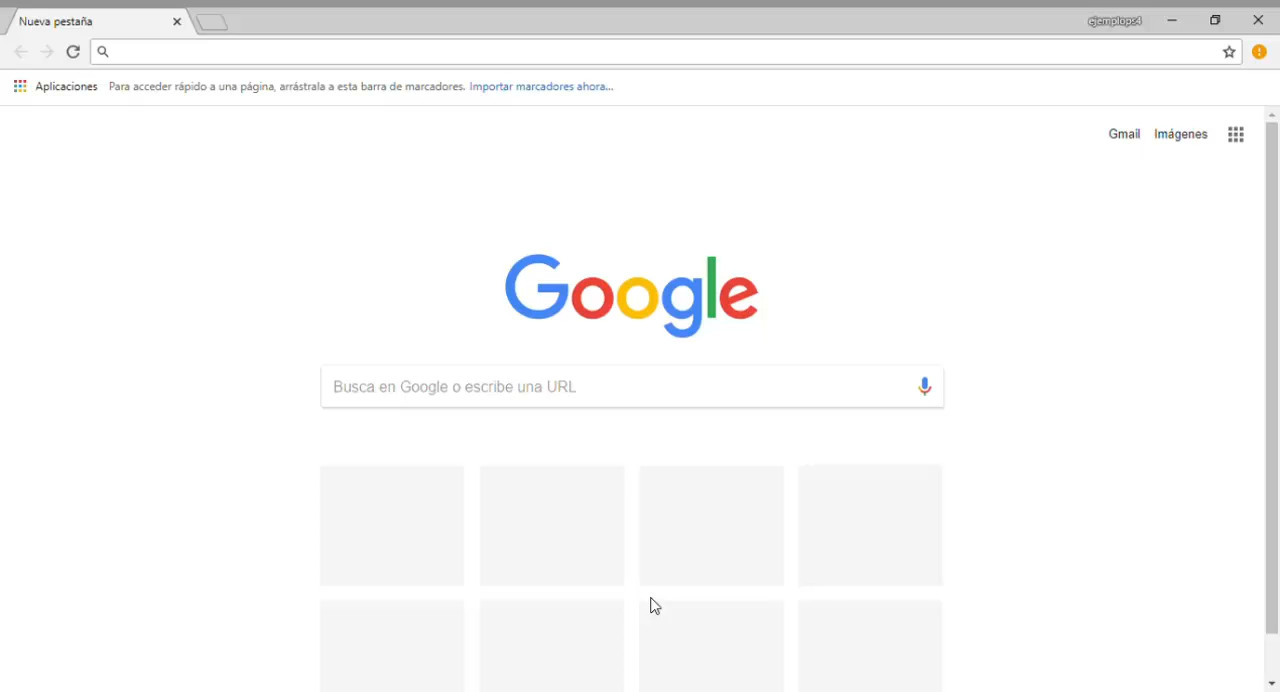 Nueva pestaña
ejemplops4
Aplicaciones Para acceder rápido a una página, arrástrala a esta barra de marcadores. Importar marcadores ahora...
Gmail Imágenes
Google
Busca en Google o escribe una URL